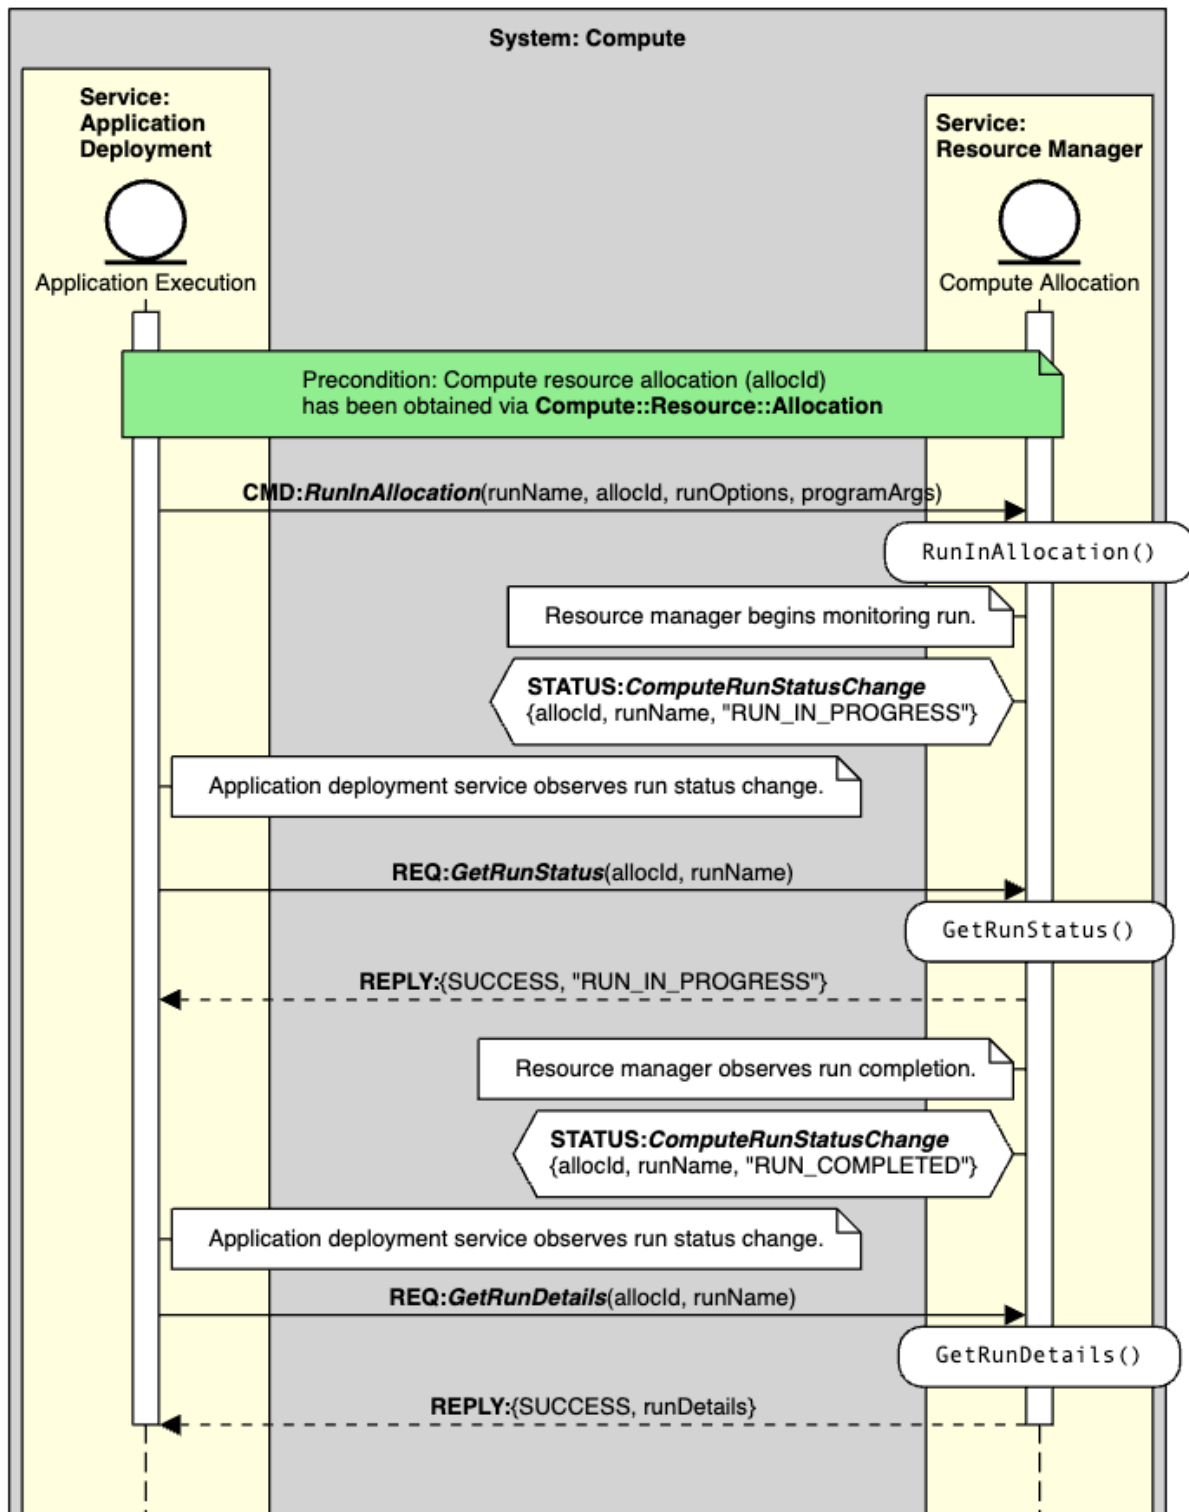 System: Compute
Service:
Application
Deployment
Service:
Resource Manager
Application Execution
Compute Allocation
Precondition: Compute resource allocation (allocId)
has been obtained via Compute::Resource::Allocation
CMD:RunInAllocation(runName, allocId, runOptions, programArgs)
RunInAllocation()
Resource manager begins monitoring run.
STATUS:ComputeRunStatusChange
{allocId, runName, "RUN_IN_PROGRESS"}
Application deployment service observes run status change.
REQ:GetRunStatus(allocId, runName)
GetRunStatus()
REPLY:{SUCCESS, "RUN_IN_PROGRESS"}
Resource manager observes run completion.
STATUS:ComputeRunStatusChange
{allocId, runName, "RUN_COMPLETED"}
Application deployment service observes run status change.
REQ:GetRunDetails(allocId, runName)
GetRunDetails()
REPLY:{SUCCESS, runDetails}